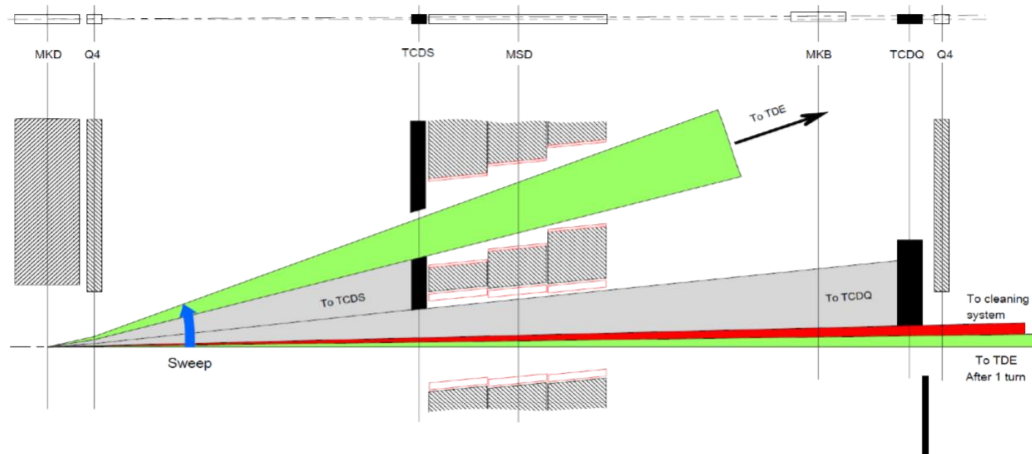 MKD Q4 TCDS MSD MKB TCDQ Q4
To TDE
To TCDS
To TCDQ
To cleaning
system
Sweep
To TDE
After 1 turn